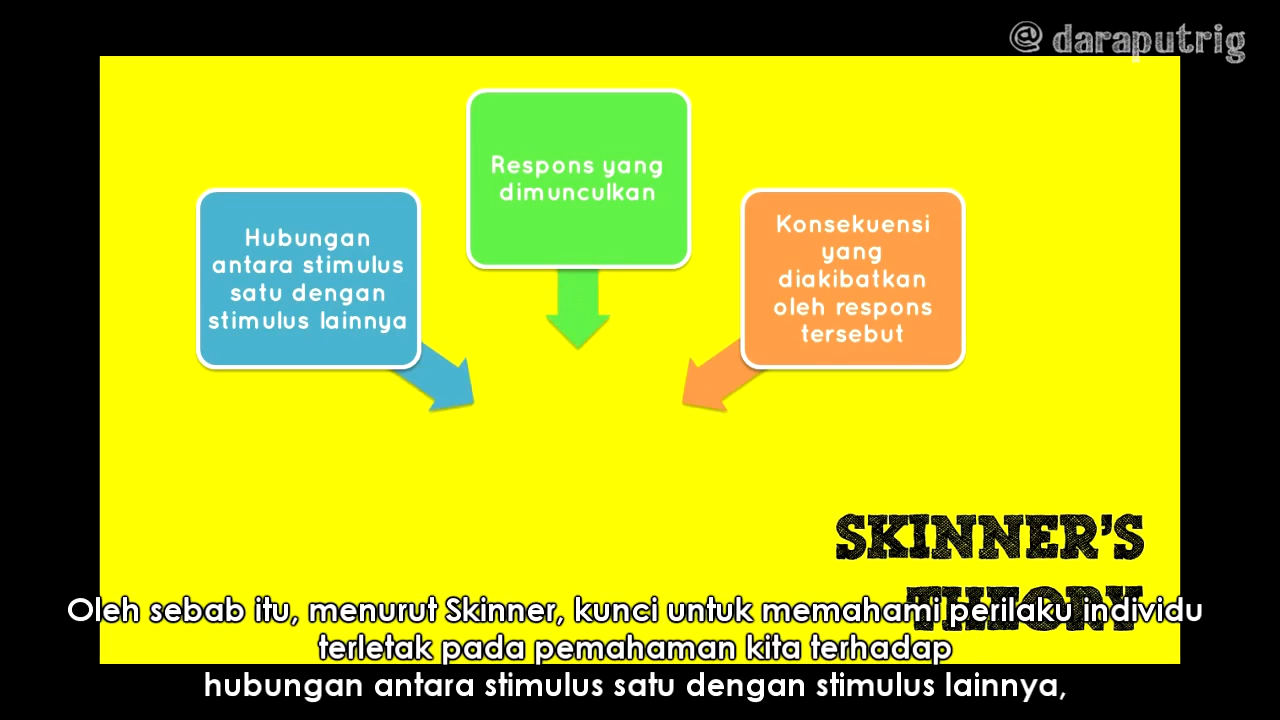 @ daraputrig
Respons yang
dimunculkan
Hubungan
antara stimulus
satu dengan
stimulus lainnya
Konsekuensi
yang
diakibatkan
oleh respons
tersebut
SKINNER'S
THEORY
Oleh sebab itu, menurut Skinner, kunci untuk memahami perilaku individu
terletak pada pemahaman kita terhadap
hubungan antara stimulus satu dengan stimulus lainnya,